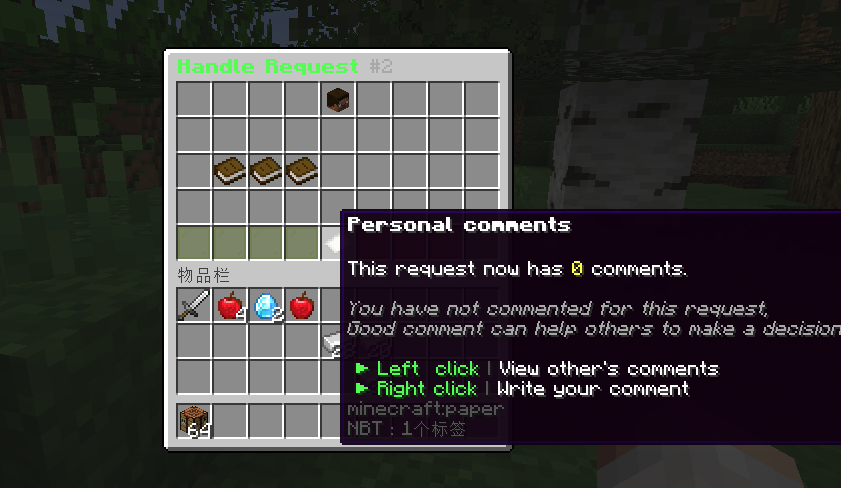 Handle Request #2
Personal comments
This request now has 0 comments.
物品栏
You have not commented for this request,
Good comment can help others to make a decision
4
2
► Left click | View other's comments
► Right click | Write your comment
minecraft:paper
NBT：1个标签
64